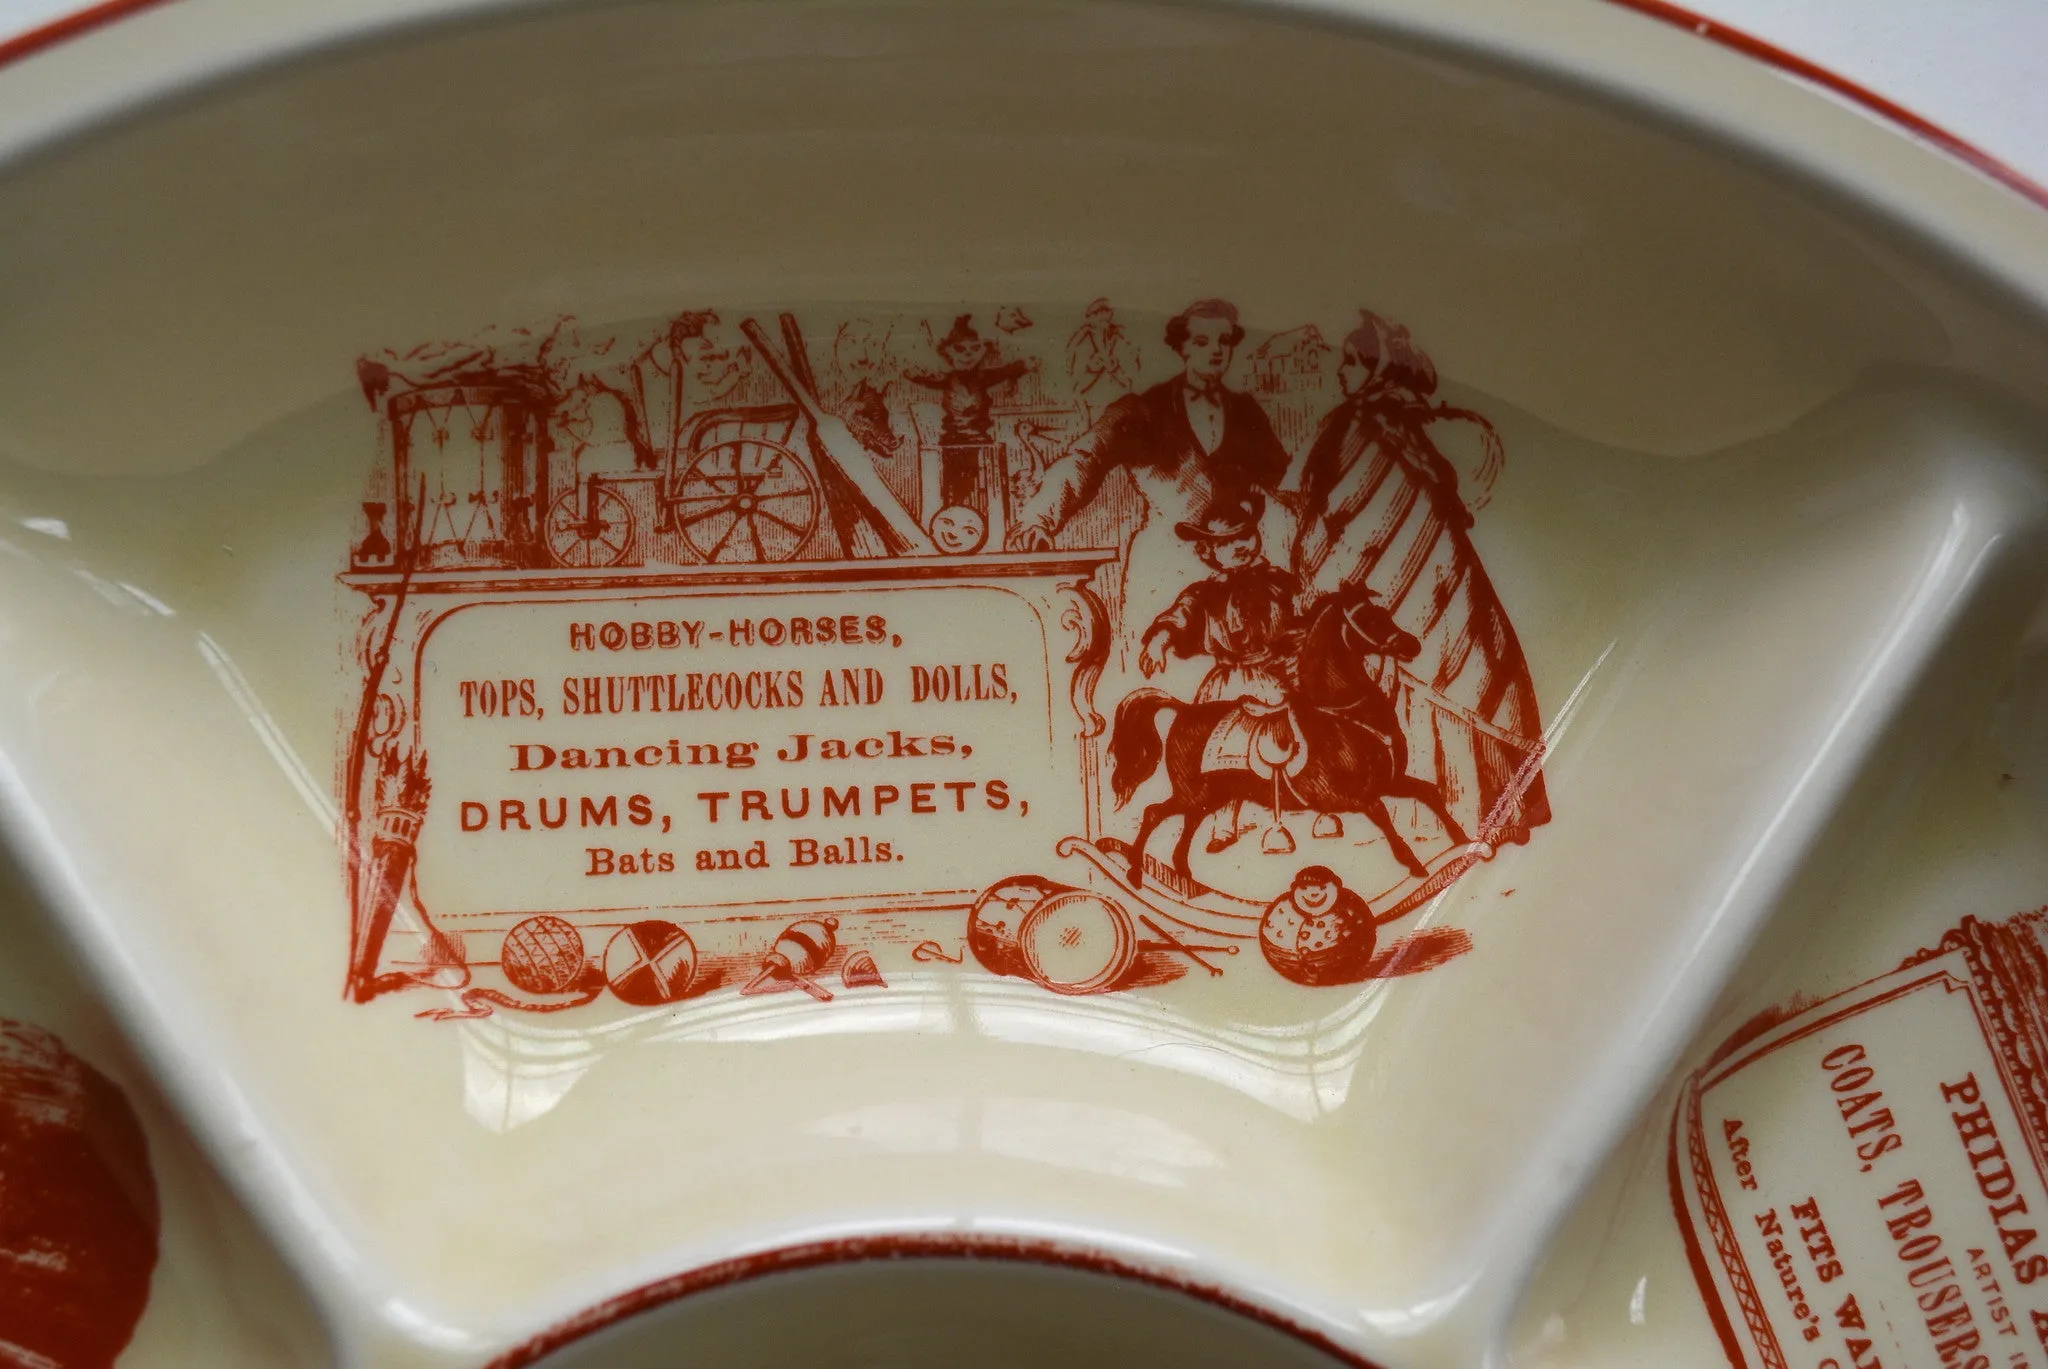 HOBBY-HORSES,
TOPS, SHUTTLECOCKS AND DOLLS,
Dancing Jacks,
DRUMS, TRUMPETS,
Bats and Balls.
PHIDIAS
ARTIST
COATS, TROUSERS
FITS
After Nature's